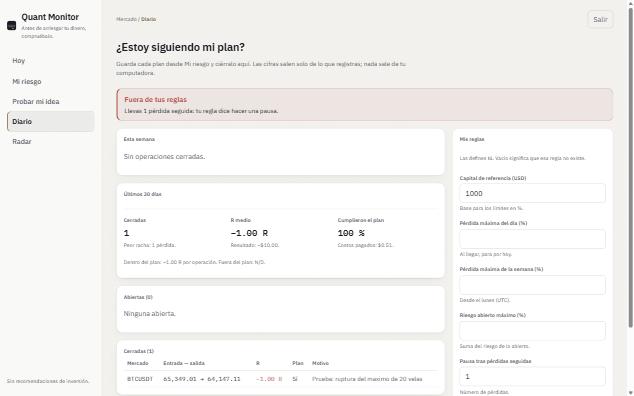 Quant Monitor
Antes de arriesgar tu dinero,
compruébalo.
Hoy
Mi riesgo
Probar mi idea
Diario
Radar
Sin recomendaciones de inversión.
Mercado / Diario
Salir
¿Estoy siguiendo mi plan?
Guarda cada plan desde Mi riesgo y ciérralo aquí. Las cifras salen solo de lo que registras; nada sale de tu
computadora.
Fuera de tus reglas
Llevas 1 pérdida seguida: tu regla dice hacer una pausa.
Esta semana
Sin operaciones cerradas.
Últimos 30 días
Cerradas
R medio
Cumplieron el plan
1
−1.00 R
100 %
Peor racha: 1 pérdida.
Resultado: −$10.00.
Costos pagados: $0.51.
Dentro del plan: −1.00 R por operación. Fuera del plan: N/D.
Abiertas (0)
Ninguna abierta.
Cerradas (1)
Mercado Entrada — salida R Plan Motivo
BTCUSDT 65,349.01 → 64,147.11 −1.00 R Sí Prueba: ruptura del maximo de 20 velas
Mis reglas
Las defines tú. Vacío significa que esa regla no existe.
Capital de referencia (USD)
1000
Base para los límites en %.
Pérdida máxima del día (%)
Al llegar, para por hoy.
Pérdida máxima de la semana (%)
Desde el lunes (UTC).
Riesgo abierto máximo (%)
Suma del riesgo de lo abierto.
Pausa tras pérdidas seguidas
1
Número de pérdidas.